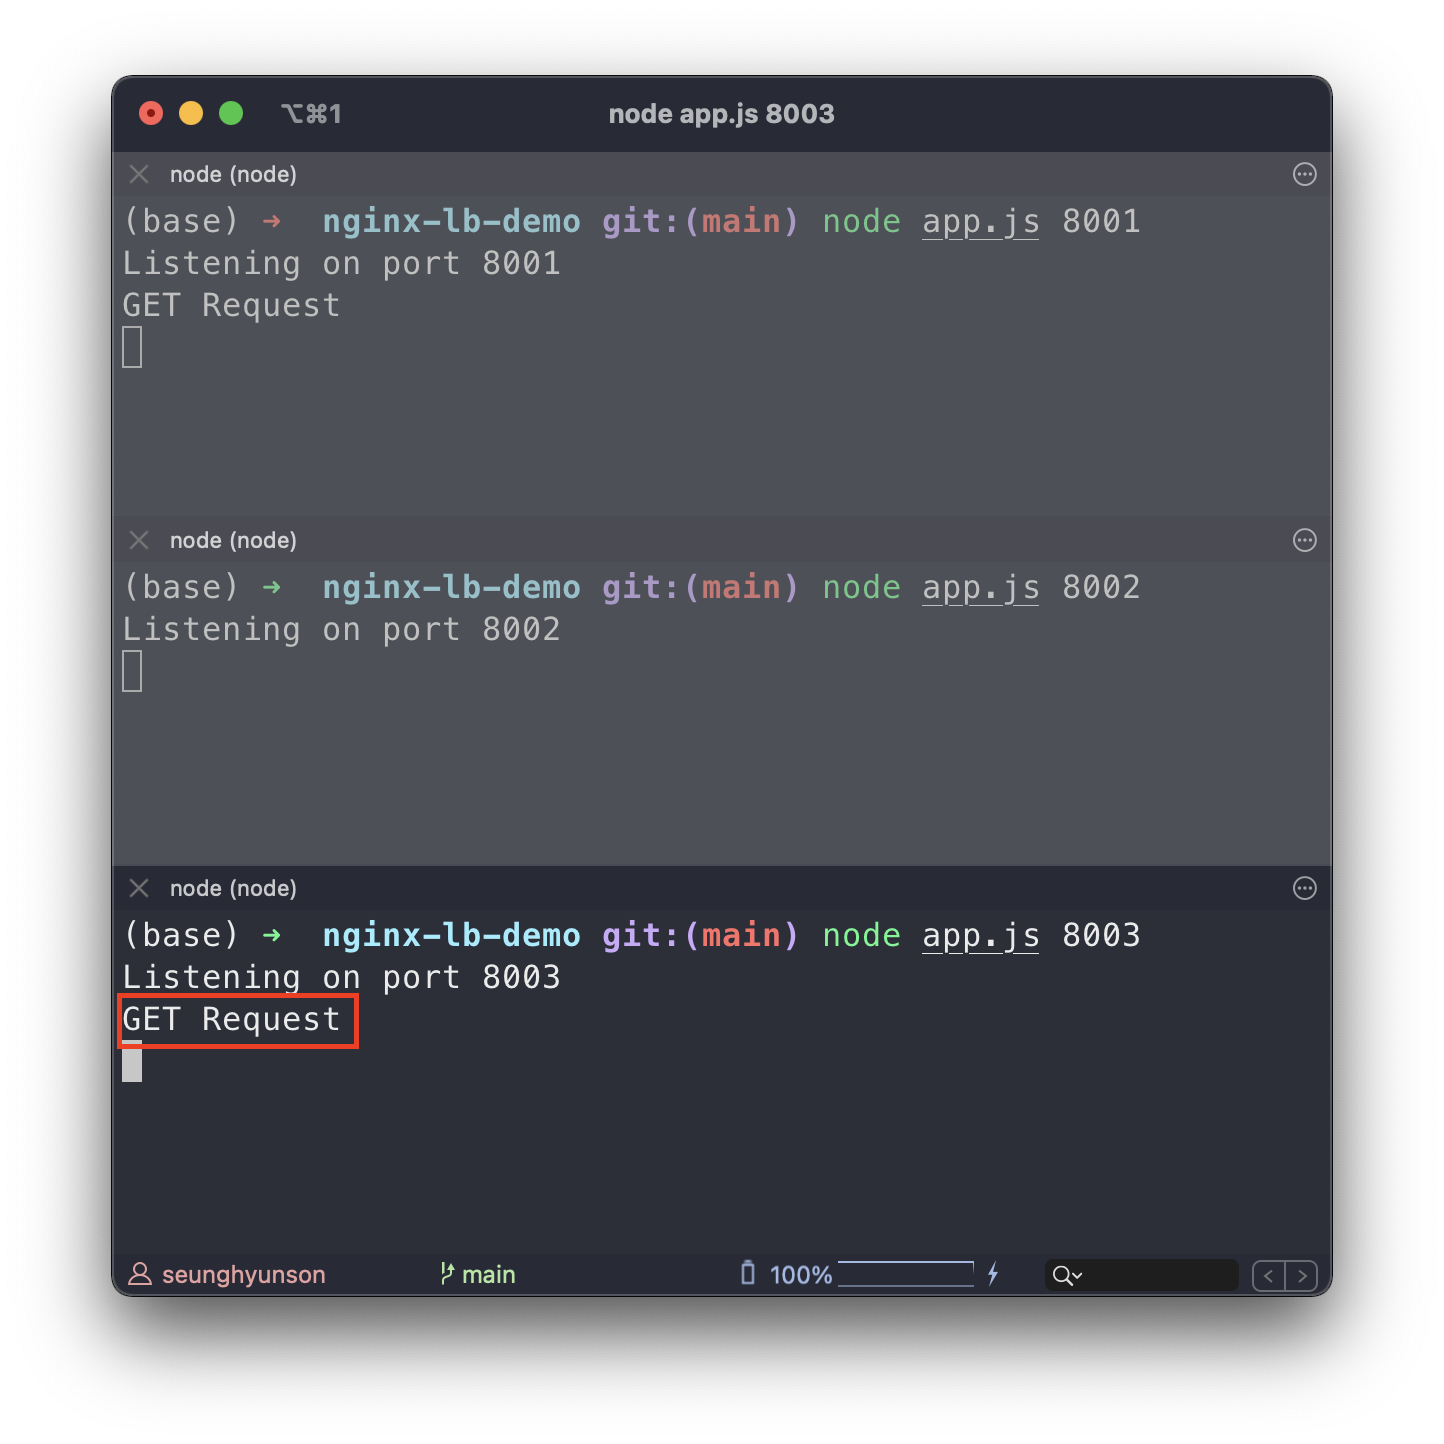 ⌥⌘1 node app.js 8003
node (node)
(base) ➜ nginx-lb-demo git:(main) node app.js 8001
Listening on port 8001
GET Request
node (node)
(base) ➜ nginx-lb-demo git:(main) node app.js 8002
Listening on port 8002
node (node)
(base) ➜ nginx-lb-demo git:(main) node app.js 8003
Listening on port 8003
GET Request
seunghyunson main 100%